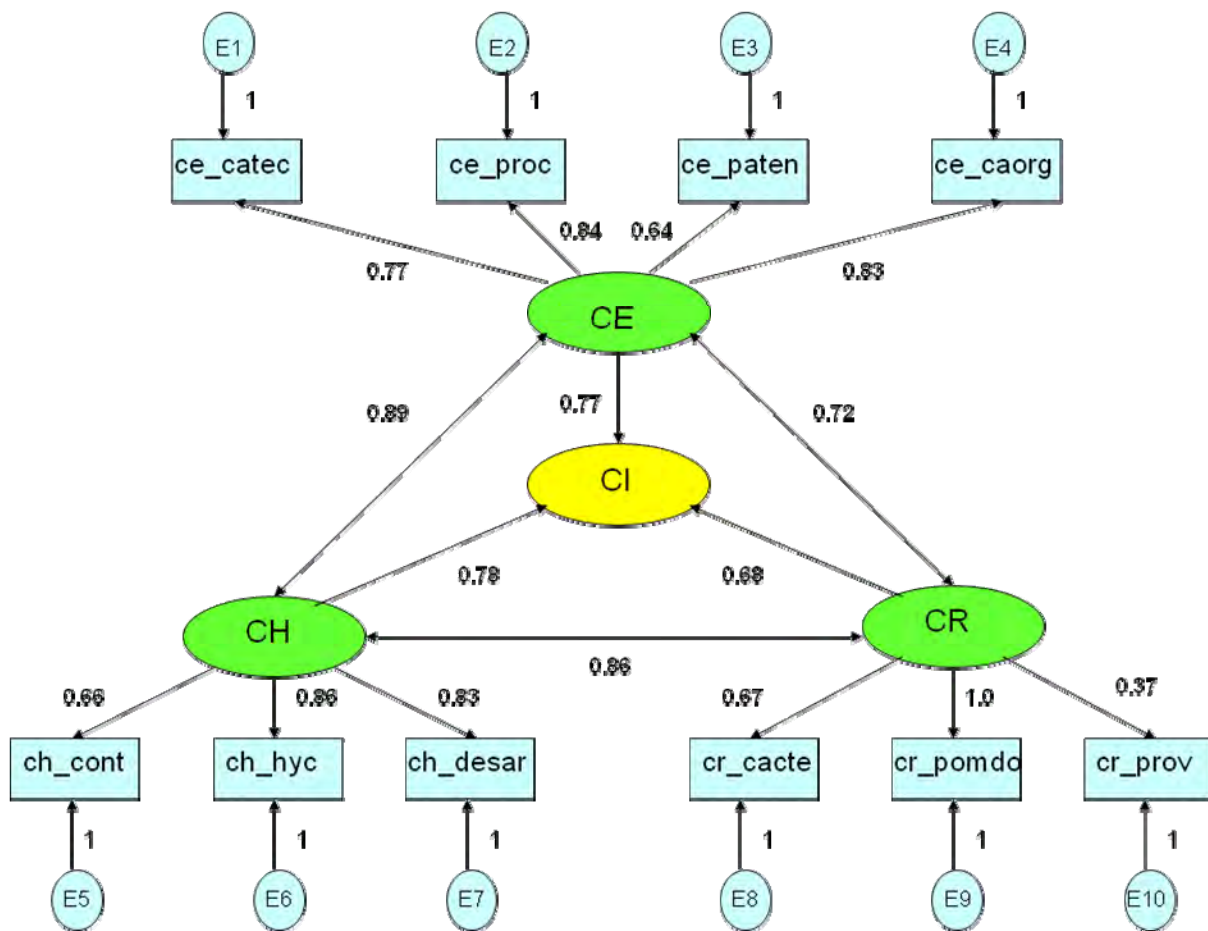 E1 E2 E3 E4
1 1 1 1
ce_catec ce_proc ce_paten ce_caorg
0.84 0.64
0.77 0.83
CE
0.89 0.77 0.72
CI
0.78 0.68
CH CR
0.86
0.66 0.86 0.83 0.67 1.0 0.37
ch_cont ch_hyc ch_desar cr_cacte cr_pomdo cr_prov
1 1 1 1 1 1
E5 E6 E7 E8 E9 E10